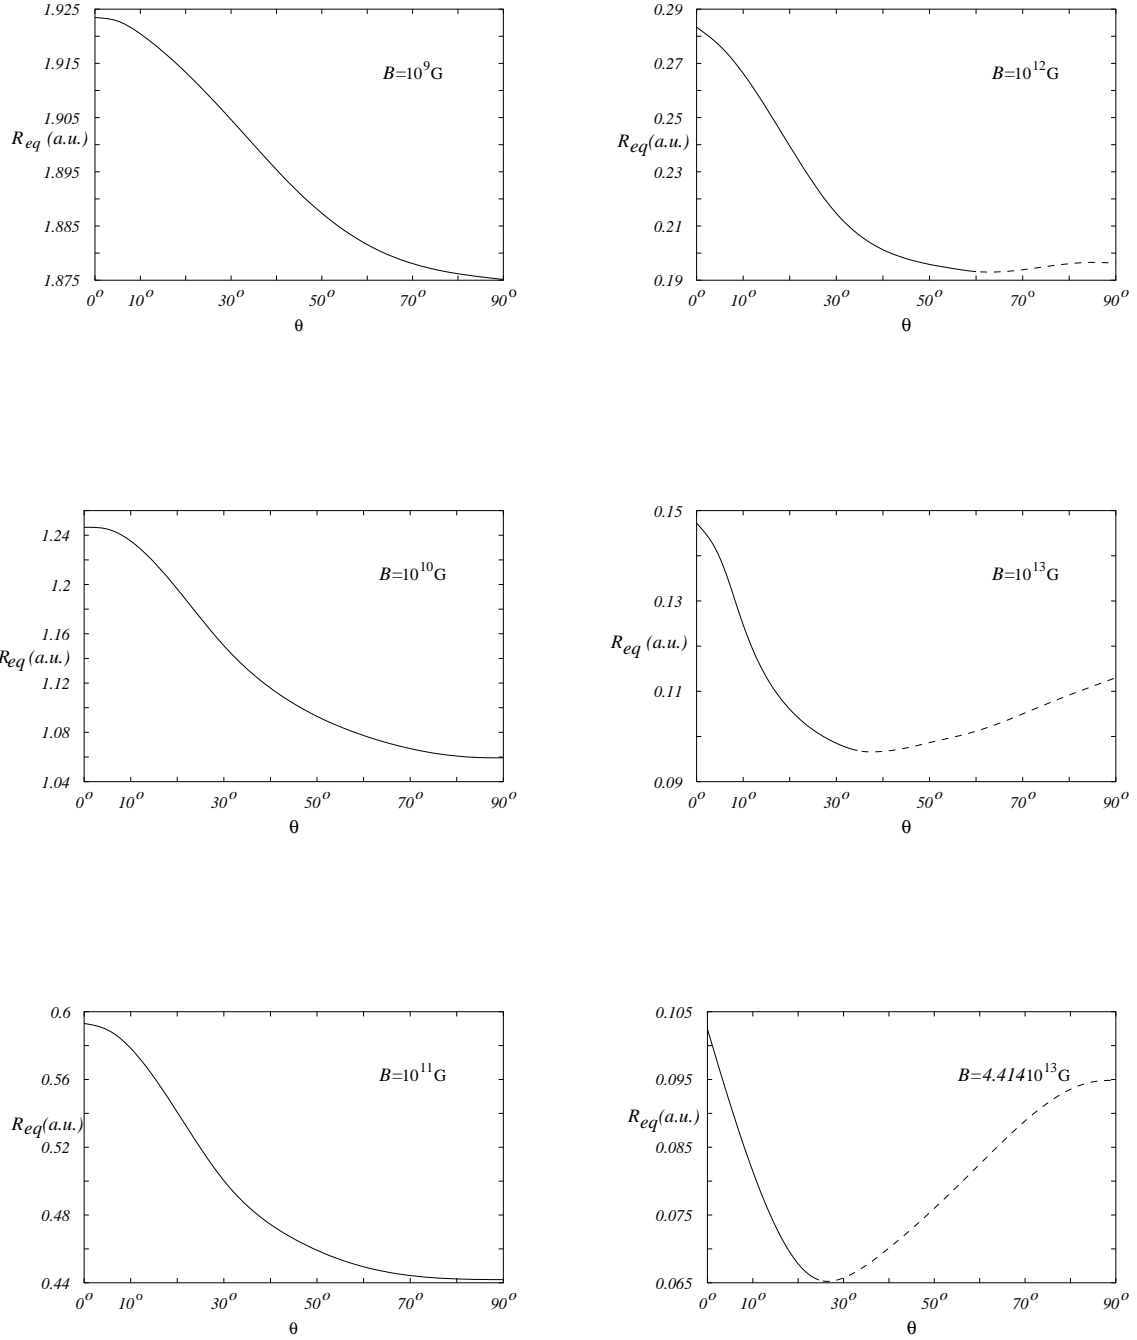 1.925
1.915
1.905
1.895
1.885
1.875
R_eq (a.u.)
B=10^9G
0^o 10^o 30^o 50^o 70^o 90^o
θ
0.29
0.27
0.25
0.23
0.21
0.19
R_eq(a.u.)
B=10^12G
0^o 10^o 30^o 50^o 70^o 90^o
θ
1.24
1.2
1.16
1.12
1.08
1.04
R_eq (a.u.)
B=10^10G
0^o 10^o 30^o 50^o 70^o 90^o
θ
0.15
0.13
0.11
0.09
R_eq (a.u.)
B=10^13G
0^o 10^o 30^o 50^o 70^o 90^o
θ
0.6
0.56
0.52
0.48
0.44
R_eq(a.u.)
B=10^11G
0^o 10^o 30^o 50^o 70^o 90^o
θ
0.105
0.095
0.085
0.075
0.065
R_eq(a.u.)
B=4.41410^13G
0^o 10^o 30^o 50^o 70^o 90^o
θ